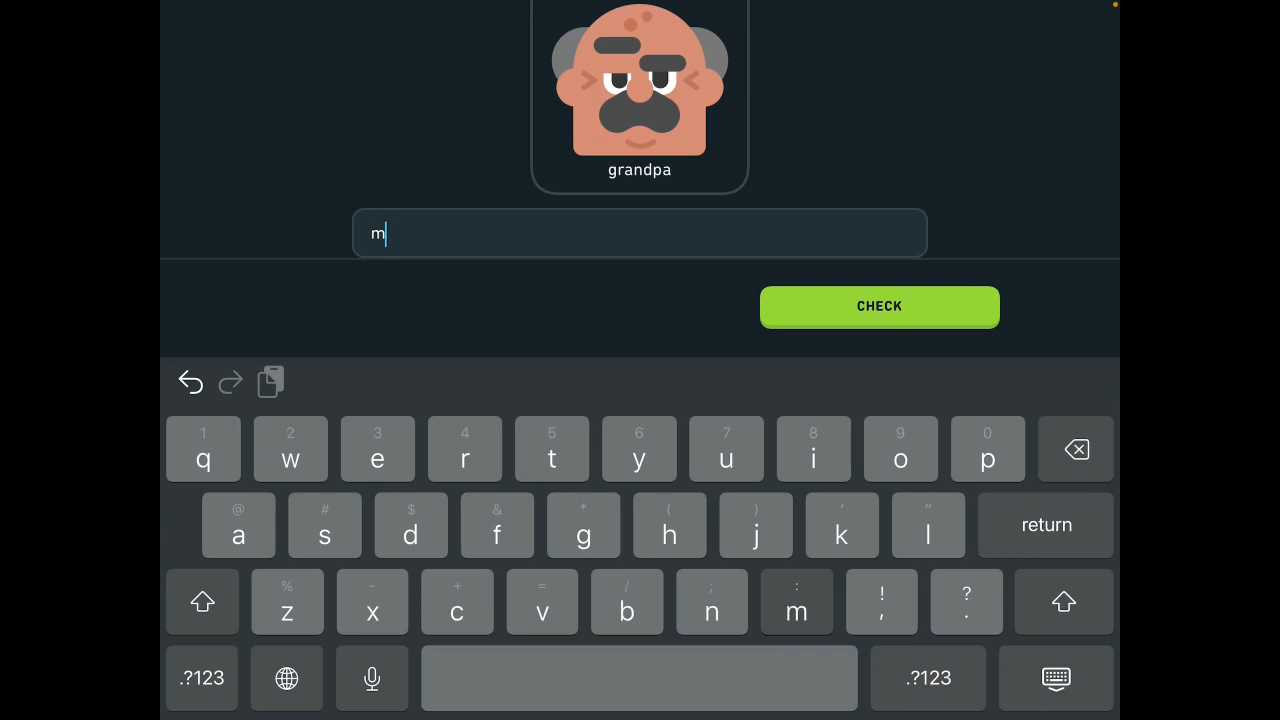 grandpa
m
CHECK
1 2 3 4 5 6 7 8 9 0
q w e r t y u i o p
@ # $ & * ( ) ' "
a s d f g h j k l return
% - + = / ; : ! ?
z x c v b n m , .
.?123 .?123